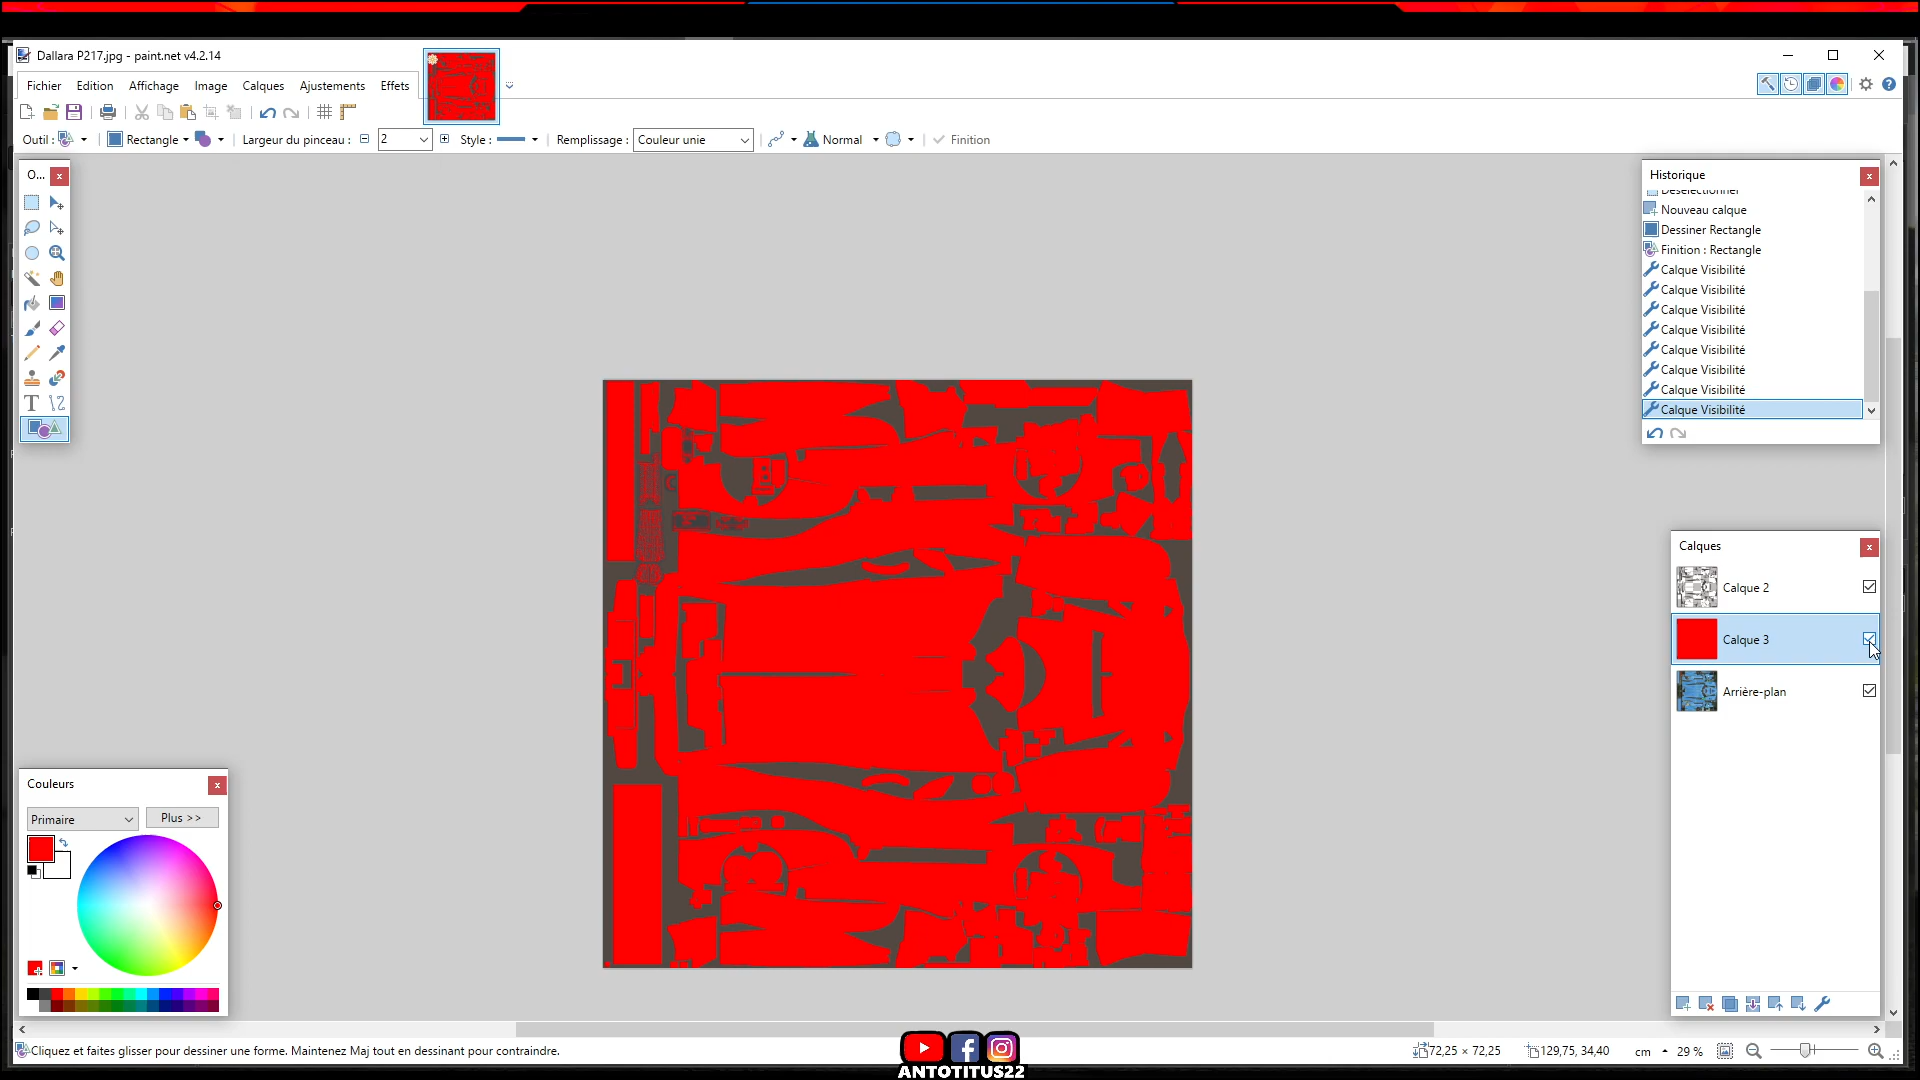 Dallara P217.jpg - paint.net v4.2.14
Fichier Edition Affichage Image Calques Ajustements Effets
Outil : Rectangle Largeur du pinceau : 2 Style : Remplissage : Couleur unie Normal Finition
O...
Historique
Désélectionner
Nouveau calque
Dessiner Rectangle
Finition : Rectangle
Calque Visibilité
Calque Visibilité
Calque Visibilité
Calque Visibilité
Calque Visibilité
Calque Visibilité
Calque Visibilité
Calque Visibilité
Calques
Calque 2
Calque 3
Arrière-plan
Couleurs
Primaire Plus >>
Cliquez et faites glisser pour dessiner une forme. Maintenez Maj tout en dessinant pour contraindre.
72,25 × 72,25 129,75, 34,40 cm 29 %
ANTOTITUS22